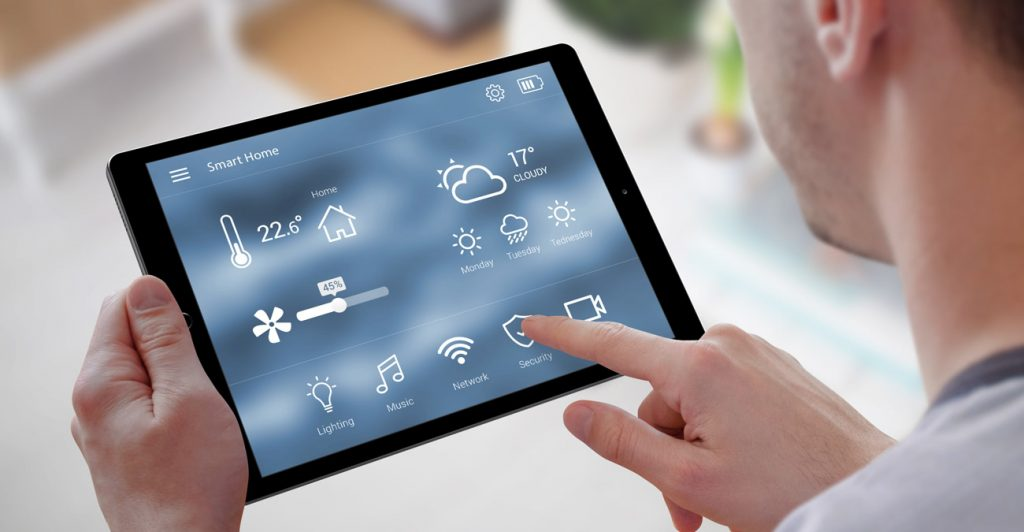 Smart Home
Home
22.6°
17°
CLOUDY
Monday
Tuesday
Tednesday
45%
Lighting
Music
Network
Security